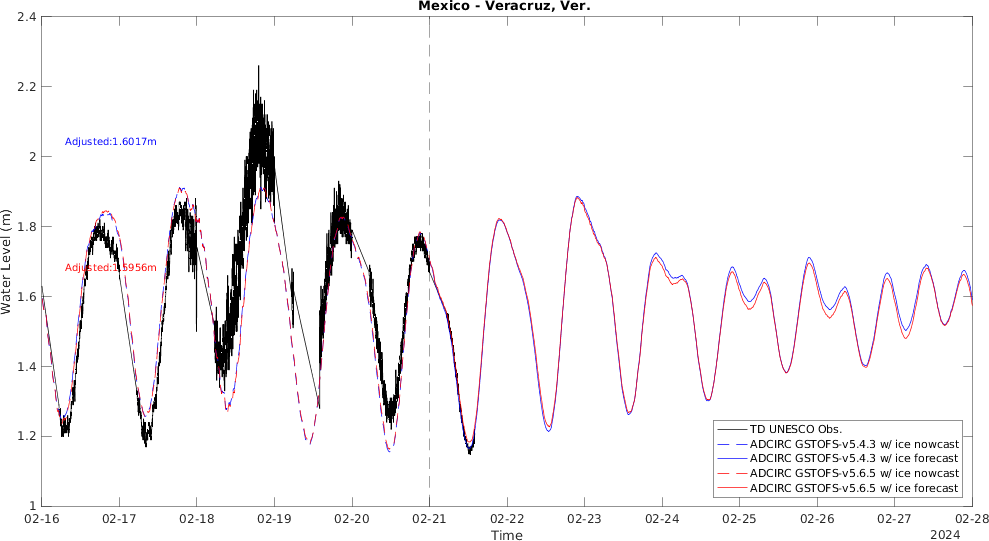 Mexico - Veracruz, Ver.
2.4
2.2
2
1.8
1.6
1.4
1.2
1
Water Level (m)
Adjusted:1.6017m
Adjusted:1.5956m
TD UNESCO Obs.
ADCIRC GSTOFS-v5.4.3 w/ ice nowcast
ADCIRC GSTOFS-v5.4.3 w/ ice forecast
ADCIRC GSTOFS-v5.6.5 w/ ice nowcast
ADCIRC GSTOFS-v5.6.5 w/ ice forecast
02-16 02-17 02-18 02-19 02-20 02-21 02-22 02-23 02-24 02-25 02-26 02-27 02-28
Time
2024